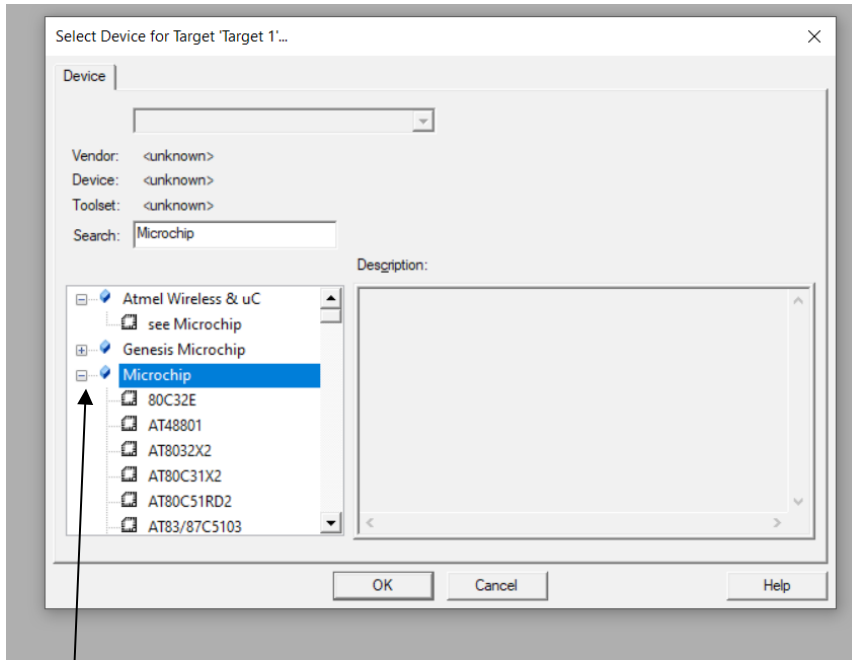 Select Device for Target 'Target 1'...
Device
Vendor: <unknown>
Device: <unknown>
Toolset: <unknown>
Search: Microchip
Description:
Atmel Wireless & uC
see Microchip
Genesis Microchip
Microchip
80C32E
AT48801
AT8032X2
AT80C31X2
AT80C51RD2
AT83/87C5103
OK Cancel Help